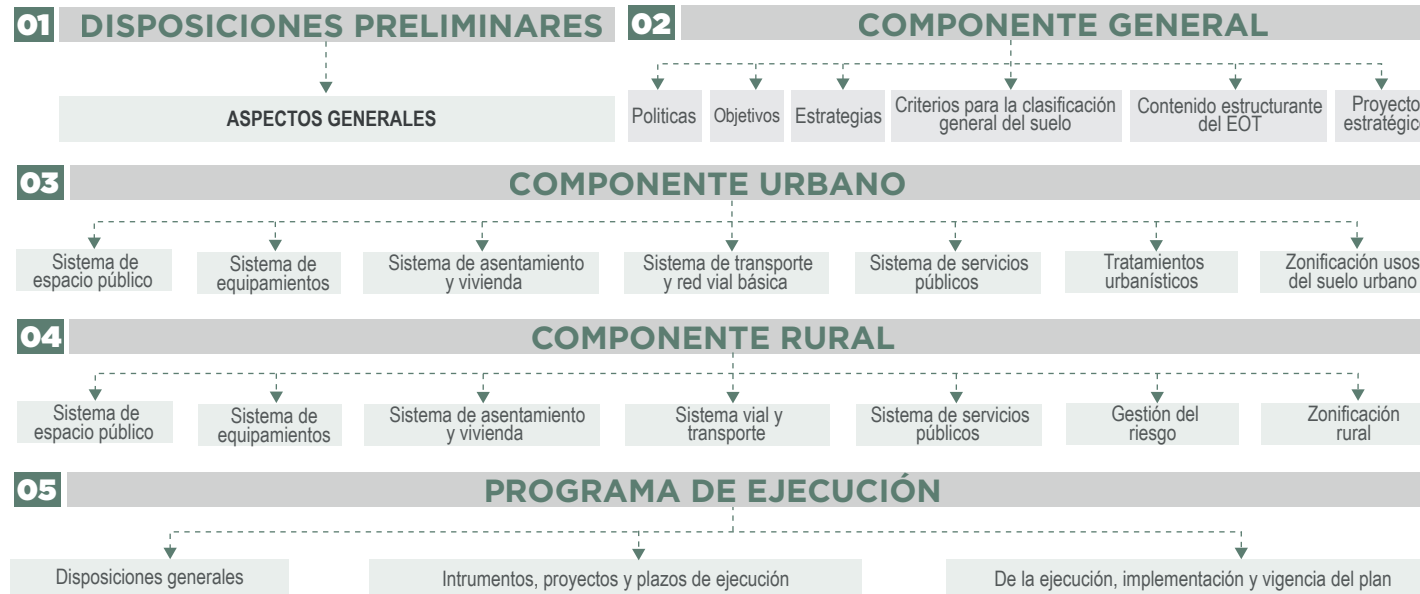 01 DISPOSICIONES PRELIMINARES
ASPECTOS GENERALES
02 COMPONENTE GENERAL
Politicas
Objetivos
Estrategias
Criterios para la clasificación
general del suelo
Contenido estructurante
del EOT
03 COMPONENTE URBANO
Sistema de
espacio público
Sistema de
equipamientos
Sistema de asentamiento
y vivienda
Sistema de transporte
y red vial básica
Sistema de servicios
públicos
Tratamientos
urbanísticos
Zonificación usos
del suelo urbano
04 COMPONENTE RURAL
Sistema de
espacio público
Sistema de
equipamientos
Sistema de asentamiento
y vivienda
Sistema vial y
transporte
Sistema de servicios
públicos
Gestión del
riesgo
Zonificación
rural
05 PROGRAMA DE EJECUCIÓN
Disposiciones generales
Intrumentos, proyectos y plazos de ejecución
De la ejecución, implementación y vigencia del plan